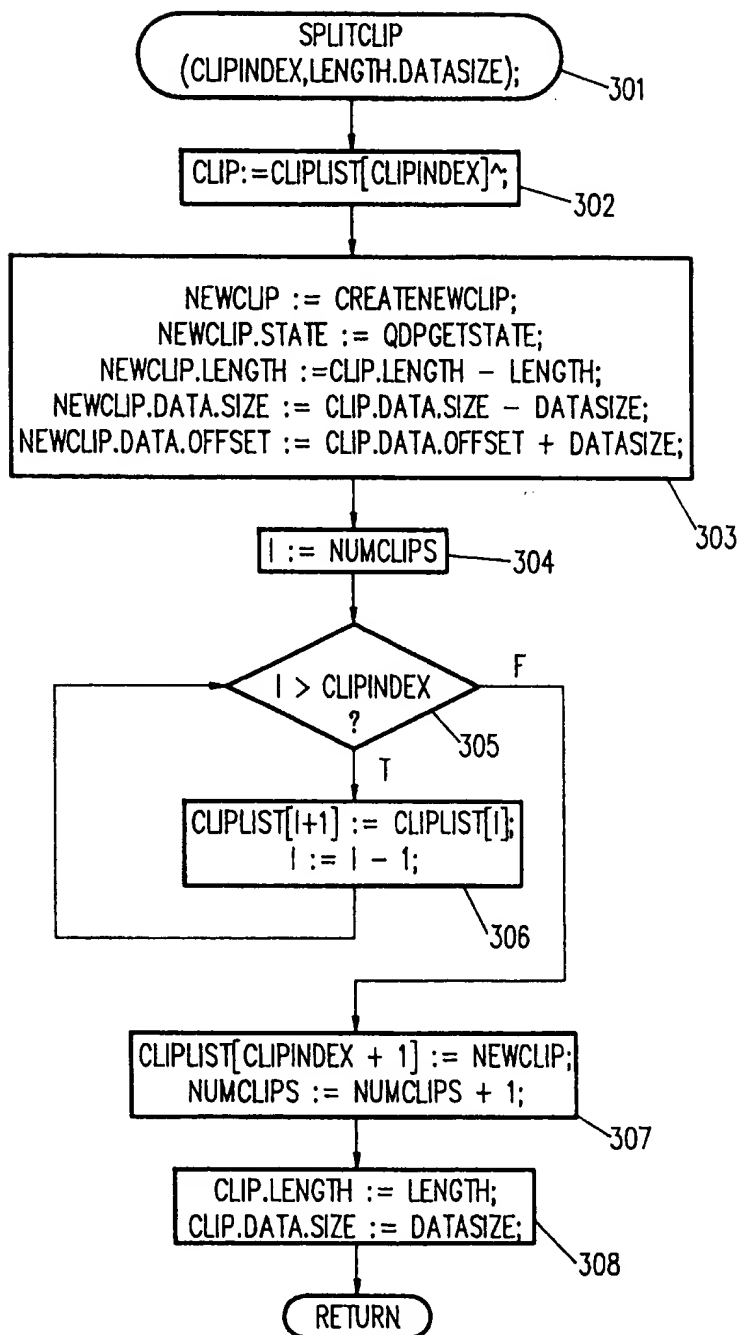 SPLITCLIP
(CLIPINDEX,LENGTH.DATASIZE);
301
CLIP:=CLIPLIST[CLIPINDEX]^;
302
NEWCLIP := CREATENEWCLIP;
NEWCLIP.STATE := QDPGETSTATE;
NEWCLIP.LENGTH :=CLIP.LENGTH - LENGTH;
NEWCLIP.DATA.SIZE := CLIP.DATA.SIZE - DATASIZE;
NEWCLIP.DATA.OFFSET := CLIP.DATA.OFFSET + DATASIZE;
303
I := NUMCLIPS
304
I > CLIPINDEX
?
305
F
T
CLIPLIST[I+1] := CLIPLIST[I];
I := I - 1;
306
CLIPLIST[CLIPINDEX + 1] := NEWCLIP;
NUMCLIPS := NUMCLIPS + 1;
307
CLIP.LENGTH := LENGTH;
CLIP.DATA.SIZE := DATASIZE;
308
RETURN